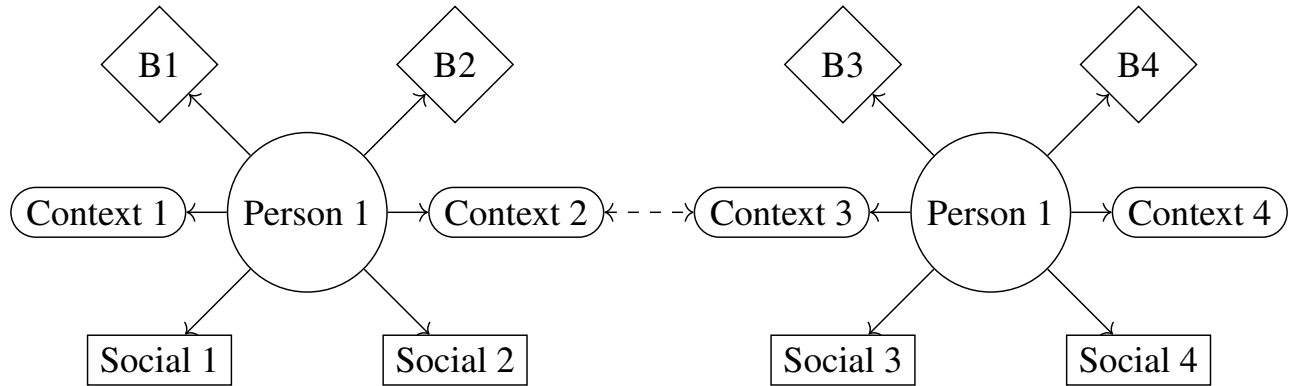 B1
B2
B3
B4
Context 1
Person 1
Context 2
Context 3
Person 1
Context 4
Social 1
Social 2
Social 3
Social 4